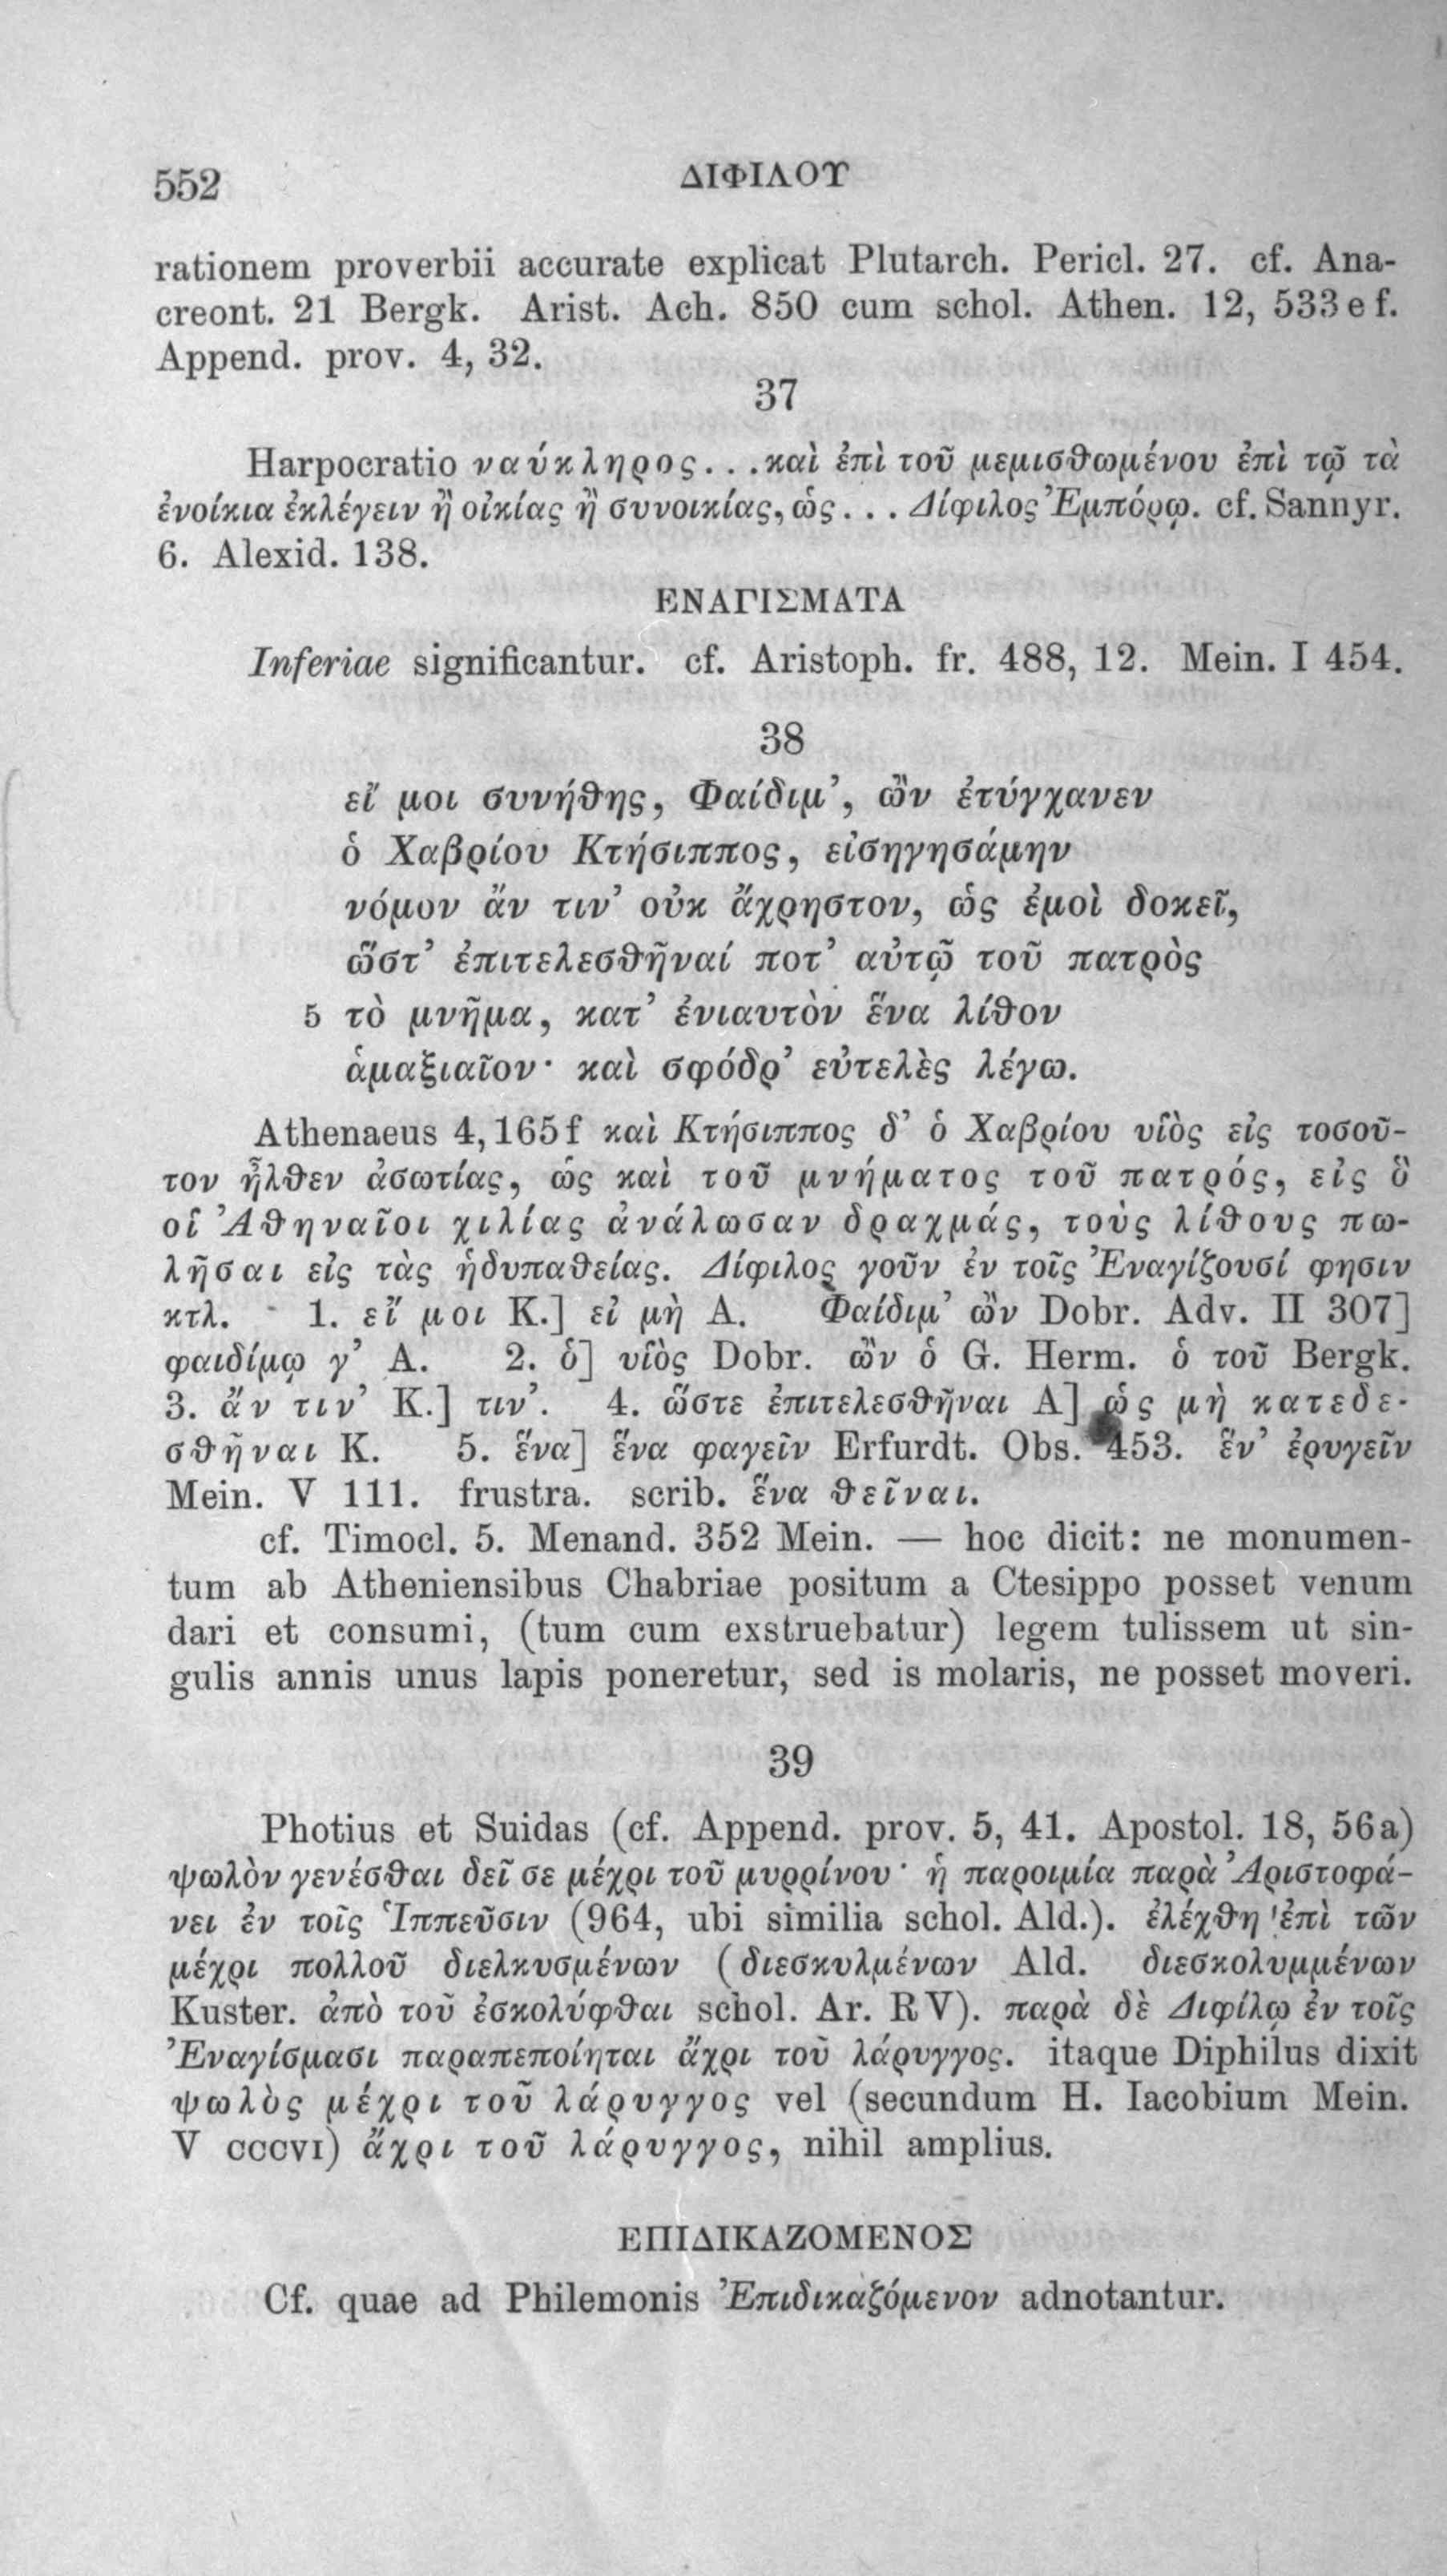 552
ΔΙΦΙΛΟΥ
rationem proverbii accurate explicat Plutarch. Pericl. 27. cf. Ana-
creont. 21 Bergk. Arist. Ach. 850 cum schol. Athen. 12, 533 e f.
Append. prov. 4, 32.
37
Harpocratio ναύκληρος...καὶ ἐπὶ τοῦ μεμισθωμένου ἐπὶ τῷ τὰ
ἐνοίκια ἐκλέγειν ἢ οἰκίας ἢ συνοικίας, ὡς... Δίφιλος Ἐμπόρῳ. cf. Sannyr.
6. Alexid. 138.
ΕΝΑΓΙΣΜΑΤΑ
Inferiae significantur. cf. Aristoph. fr. 488, 12. Mein. I 454.
38
εἴ μοι συνήθης, Φαίδιμ’, ὢν ἐτύγχανεν
ὁ Χαβρίου Κτήσιππος, εἰσηγησάμην
νόμον ἄν τιν’ οὐκ ἄχρηστον, ὡς ἐμοὶ δοκεῖ,
ὥστ’ ἐπιτελεσθῆναί ποτ’ αὐτῷ τοῦ πατρὸς
5 τὸ μνῆμα, κατ’ ἐνιαυτὸν ἕνα λίθον
ἁμαξιαῖον· καὶ σφόδρ’ εὐτελὲς λέγω.
Athenaeus 4, 165 f καὶ Κτήσιππος δ’ ὁ Χαβρίου υἱὸς εἰς τοσοῦ-
τον ἦλθεν ἀσωτίας, ὡς καὶ τοῦ μνήματος τοῦ πατρός, εἰς ὃ
οἱ Ἀθηναῖοι χιλίας ἀνάλωσαν δραχμάς, τοὺς λίθους πω-
λῆσαι εἰς τὰς ἡδυπαθείας. Δίφιλος γοῦν ἐν τοῖς Ἐναγίζουσί φησιν
κτλ. 1. εἴ μοι K.] εἰ μὴ A. Φαίδιμ’ ὢν Dobr. Adv. II 307]
φαιδίμῳ γ’ A. 2. ὁ] υἱὸς Dobr. ὢν ὁ G. Herm. ὁ τοῦ Bergk.
3. ἄν τιν’ K.] τιν’. 4. ὥστε ἐπιτελεσθῆναι A] ὡς μὴ κατεδε-
σθῆναι K. 5. ἕνα] ἕνα φαγεῖν Erfurdt. Obs. 453. ἕν’ ἐρυγεῖν
Mein. V 111. frustra. scrib. ἕνα θεῖναι.
cf. Timocl. 5. Menand. 352 Mein. — hoc dicit: ne monumen-
tum ab Atheniensibus Chabriae positum a Ctesippo posset venum
dari et consumi, (tum cum exstruebatur) legem tulissem ut sin-
gulis annis unus lapis poneretur, sed is molaris, ne posset moveri.
39
Photius et Suidas (cf. Append. prov. 5, 41. Apostol. 18, 56a)
ψωλὸν γενέσθαι δεῖ σε μέχρι τοῦ μυρρίνου· ἡ παροιμία παρὰ Ἀριστοφά-
νει ἐν τοῖς Ἱππεῦσιν (964, ubi similia schol. Ald.). ἐλέχθη ἐπὶ τῶν
μέχρι πολλοῦ διελκυσμένων (διεσκυλμένων Ald. διεσκολυμμένων
Kuster. ἀπὸ τοῦ ἐσκολύφθαι schol. Ar. RV). παρὰ δὲ Διφίλῳ ἐν τοῖς
Ἐναγίσμασι παραπεποίηται ἄχρι τοῦ λάρυγγος. itaque Diphilus dixit
ψωλὸς μέχρι τοῦ λάρυγγος vel (secundum H. Iacobium Mein.
V CCCVI) ἄχρι τοῦ λάρυγγος, nihil amplius.
ΕΠΙΔΙΚΑΖΟΜΕΝΟΣ
Cf. quae ad Philemonis Ἐπιδικαζόμενον adnotantur.